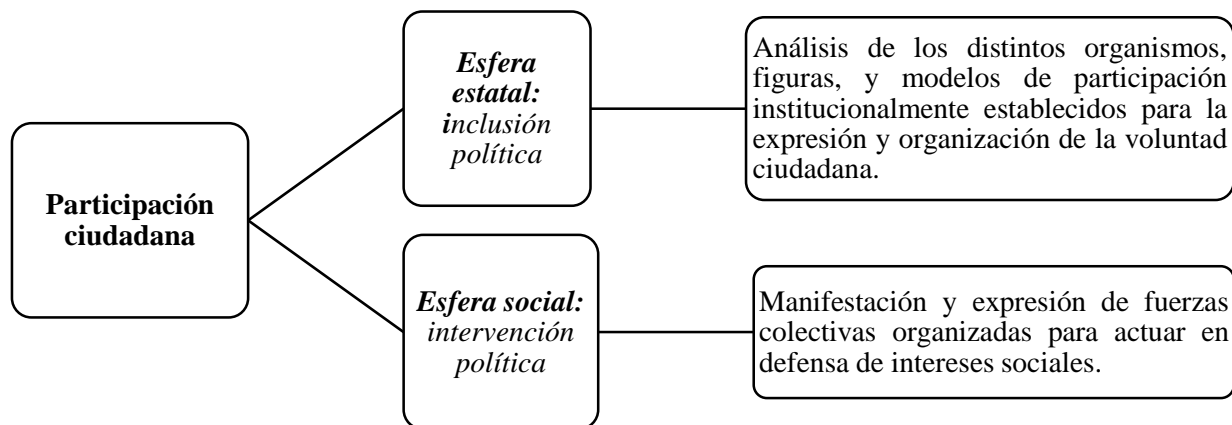 Participación
ciudadana
Esfera
estatal:
inclusión
política
Análisis de los distintos organismos,
figuras, y modelos de participación
institucionalmente establecidos para la
expresión y organización de la voluntad
ciudadana.
Esfera social:
intervención
política
Manifestación y expresión de fuerzas
colectivas organizadas para actuar en
defensa de intereses sociales.